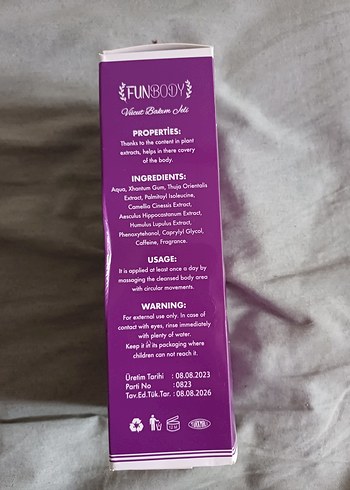 FUNBODY
Vücut Bakım Jeli
PROPERTİES:
Thanks to the content in plant
extracts, helps in there covery
of the body.
INGREDIENTS:
Aqua, Xhantum Gum, Thuja Orientalis
Extract, Palmitoyl Isoleucine,
Camellia Cinessis Extract,
Aesculus Hippocastanum Extract,
Humulus Lupulus Extract,
Phenoxytehanol, Caprylyl Glycol,
Caffeine, Fragrance.
USAGE:
It is applied at least once a day by
massaging the cleansed body area
with circular movements.
WARNING:
For external use only. In case of
contact with eyes, rinse immediately
with plenty of water.
Keep it in its packaging where
children can not reach it.
Üretim Tarihi : 08.08.2023
Parti No : 0823
Tav.Ed.Tük.Tar. : 08.08.2026